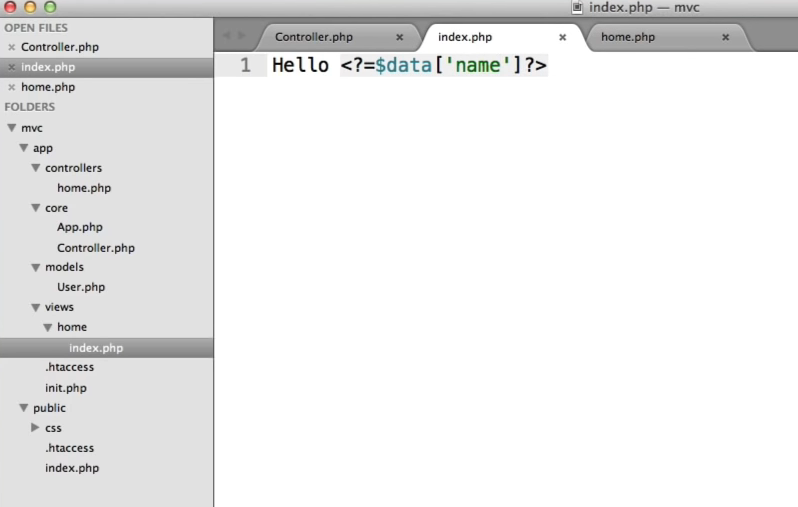 index.php — mvc
OPEN FILES
× Controller.php
× index.php
× home.php
FOLDERS
mvc
app
controllers
home.php
core
App.php
Controller.php
models
User.php
views
home
index.php
.htaccess
init.php
public
css
.htaccess
index.php
Controller.php × index.php × home.php ×
1 Hello <?=$data['name']?>